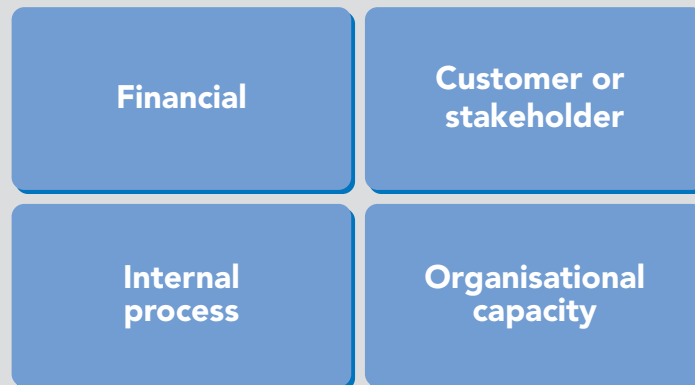 Financial
Customer or
stakeholder
Internal
process
Organisational
capacity